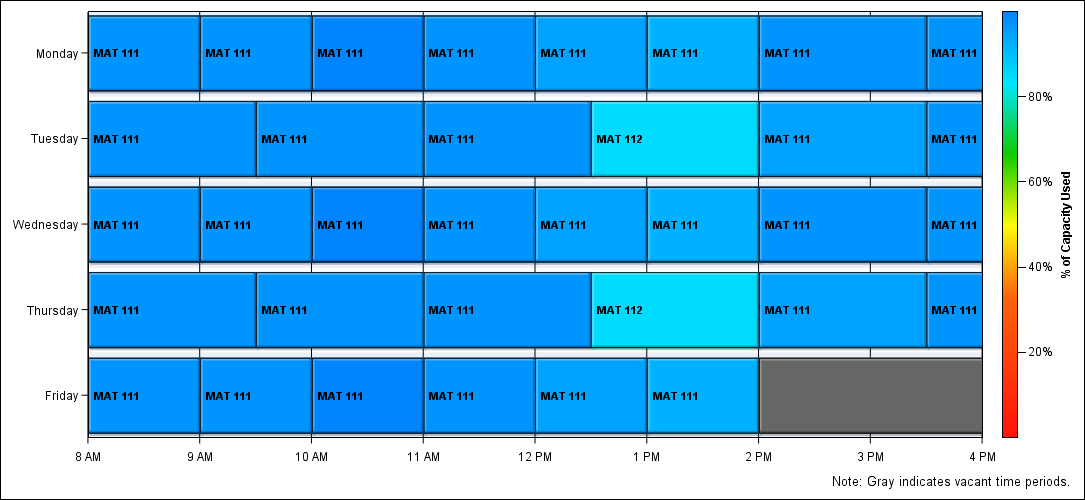 Monday MAT 111 MAT 111 MAT 111 MAT 111 MAT 111 MAT 111 MAT 111 MAT 111
80%
Tuesday MAT 111 MAT 111 MAT 111 MAT 112 MAT 111 MAT 111
60%
Wednesday MAT 111 MAT 111 MAT 111 MAT 111 MAT 111 MAT 111 MAT 111 MAT 111
% of Capacity Used
40%
Thursday MAT 111 MAT 111 MAT 111 MAT 112 MAT 111 MAT 111
20%
Friday MAT 111 MAT 111 MAT 111 MAT 111 MAT 111 MAT 111
8 AM 9 AM 10 AM 11 AM 12 PM 1 PM 2 PM 3 PM 4 PM
Note: Gray indicates vacant time periods.